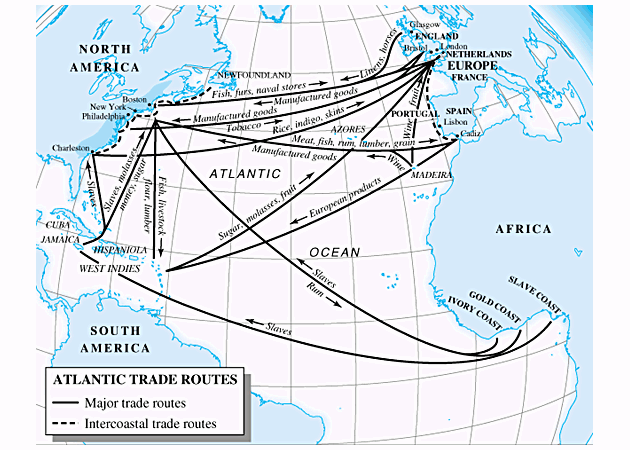 Glasgow
ENGLAND
London
Bristol
NETHERLANDS
EUROPE
FRANCE
NORTH
AMERICA
NEWFOUNDLAND
Linens, horses
Fish, furs, naval stores
Boston
Manufactured goods
New York
Manufactured goods
Philadelphia
Tobacco
Rice, indigo, skins
AZORES
PORTUGAL
SPAIN
Lisbon
Cadiz
Wine, fruit
Meat, fish, rum, lumber, grain
Charleston
Manufactured goods
Wine
MADEIRA
ATLANTIC
Slaves
Slaves, molasses
money, sugar
Fish, livestock
flour, lumber
Sugar, molasses, fruit
European products
CUBA
JAMAICA
HISPANIOLA
WEST INDIES
OCEAN
AFRICA
Slaves
Rum
SLAVE COAST
GOLD COAST
IVORY COAST
Slaves
SOUTH
AMERICA
ATLANTIC TRADE ROUTES
Major trade routes
Intercoastal trade routes